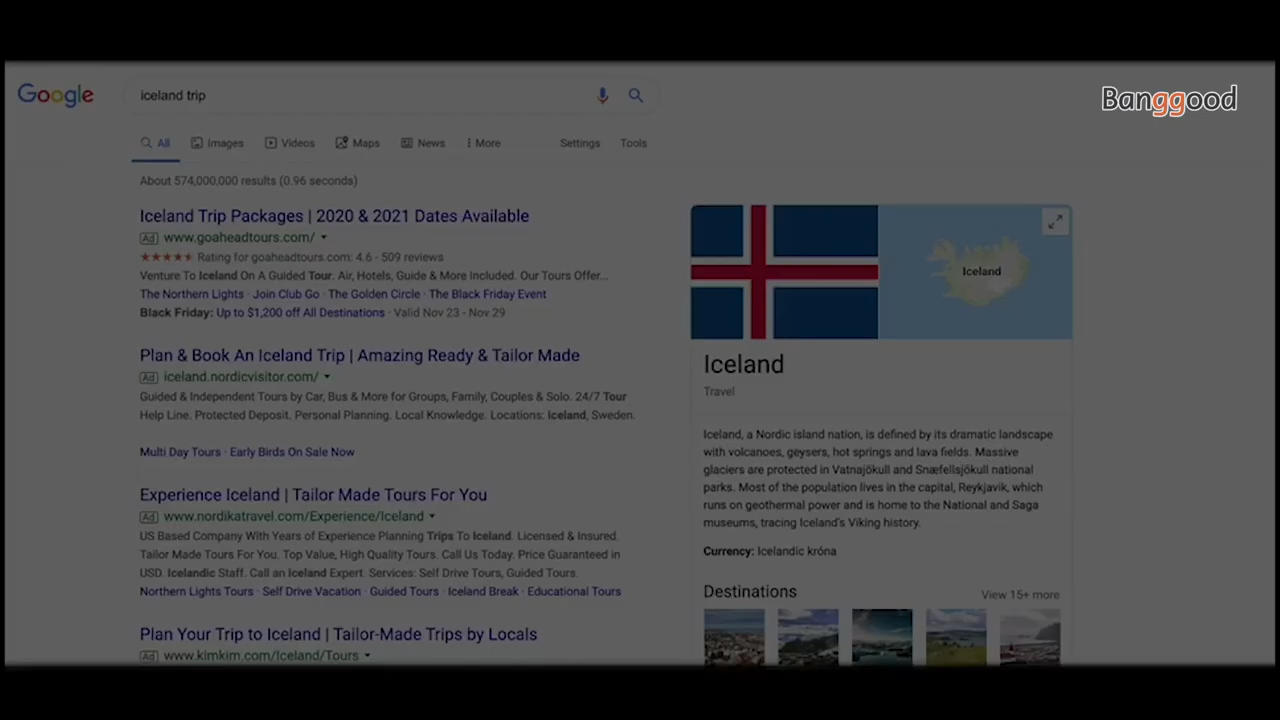 Google
iceland trip
Banggood
All Images Videos Maps News More Settings Tools
About 574,000,000 results (0.96 seconds)
Iceland Trip Packages | 2020 & 2021 Dates Available
Ad www.goaheadtours.com/
Rating for goaheadtours.com: 4.6 - 509 reviews
Venture To Iceland On A Guided Tour. Air, Hotels, Guide & More Included. Our Tours Offer...
The Northern Lights · Join Club Go · The Golden Circle · The Black Friday Event
Black Friday: Up to $1,200 off All Destinations · Valid Nov 23 - Nov 29
Plan & Book An Iceland Trip | Amazing Ready & Tailor Made
Ad iceland.nordicvisitor.com/
Guided & Independent Tours by Car, Bus & More for Groups, Family, Couples & Solo. 24/7 Tour
Help Line. Protected Deposit. Personal Planning. Local Knowledge. Locations: Iceland, Sweden.
Multi Day Tours · Early Birds On Sale Now
Experience Iceland | Tailor Made Tours For You
Ad www.nordikatravel.com/Experience/Iceland
US Based Company With Years of Experience Planning Trips To Iceland. Licensed & Insured.
Tailor Made Tours For You. Top Value, High Quality Tours. Call Us Today. Price Guaranteed in
USD. Icelandic Staff. Call an Iceland Expert. Services: Self Drive Tours, Guided Tours.
Northern Lights Tours · Self Drive Vacation · Guided Tours · Iceland Break · Educational Tours
Plan Your Trip to Iceland | Tailor-Made Trips by Locals
Ad www.kimkim.com/Iceland/Tours
Iceland
Iceland
Travel
Iceland, a Nordic island nation, is defined by its dramatic landscape
with volcanoes, geysers, hot springs and lava fields. Massive
glaciers are protected in Vatnajökull and Snæfellsjökull national
parks. Most of the population lives in the capital, Reykjavik, which
runs on geothermal power and is home to the National and Saga
museums, tracing Iceland's Viking history.
Currency: Icelandic króna
Destinations View 15+ more